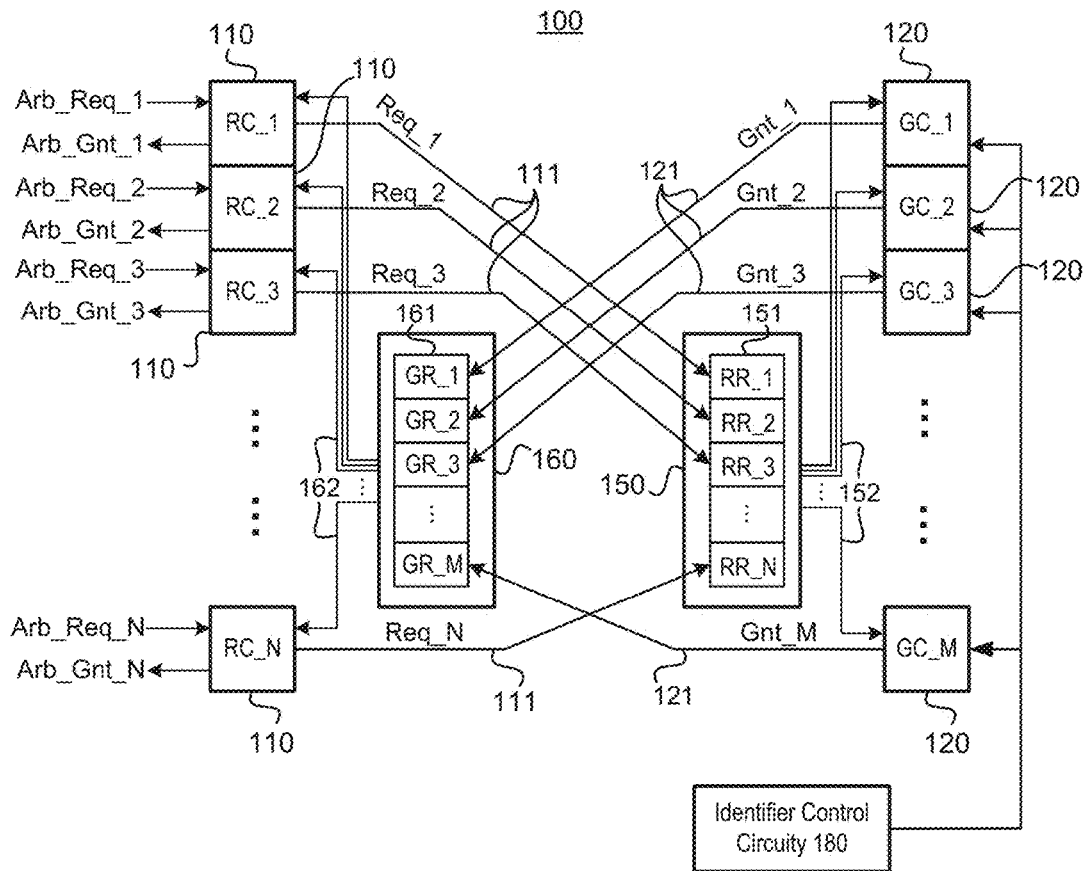 100
110
110
120
Arb_Req_1
RC_1
Req_1
Gnt_1
GC_1
Arb_Gnt_1
Arb_Req_2
RC_2
Req_2
111
121
Gnt_2
GC_2
120
Arb_Gnt_2
Arb_Req_3
RC_3
Req_3
Gnt_3
GC_3
120
Arb_Gnt_3
110
161
151
GR_1
RR_1
GR_2
RR_2
GR_3
160
150
RR_3
162
...
...
152
...
...
GR_M
RR_N
Arb_Req_N
RC_N
Req_N
Gnt_M
GC_M
Arb_Gnt_N
111
121
110
120
Identifier Control
Circuity 180